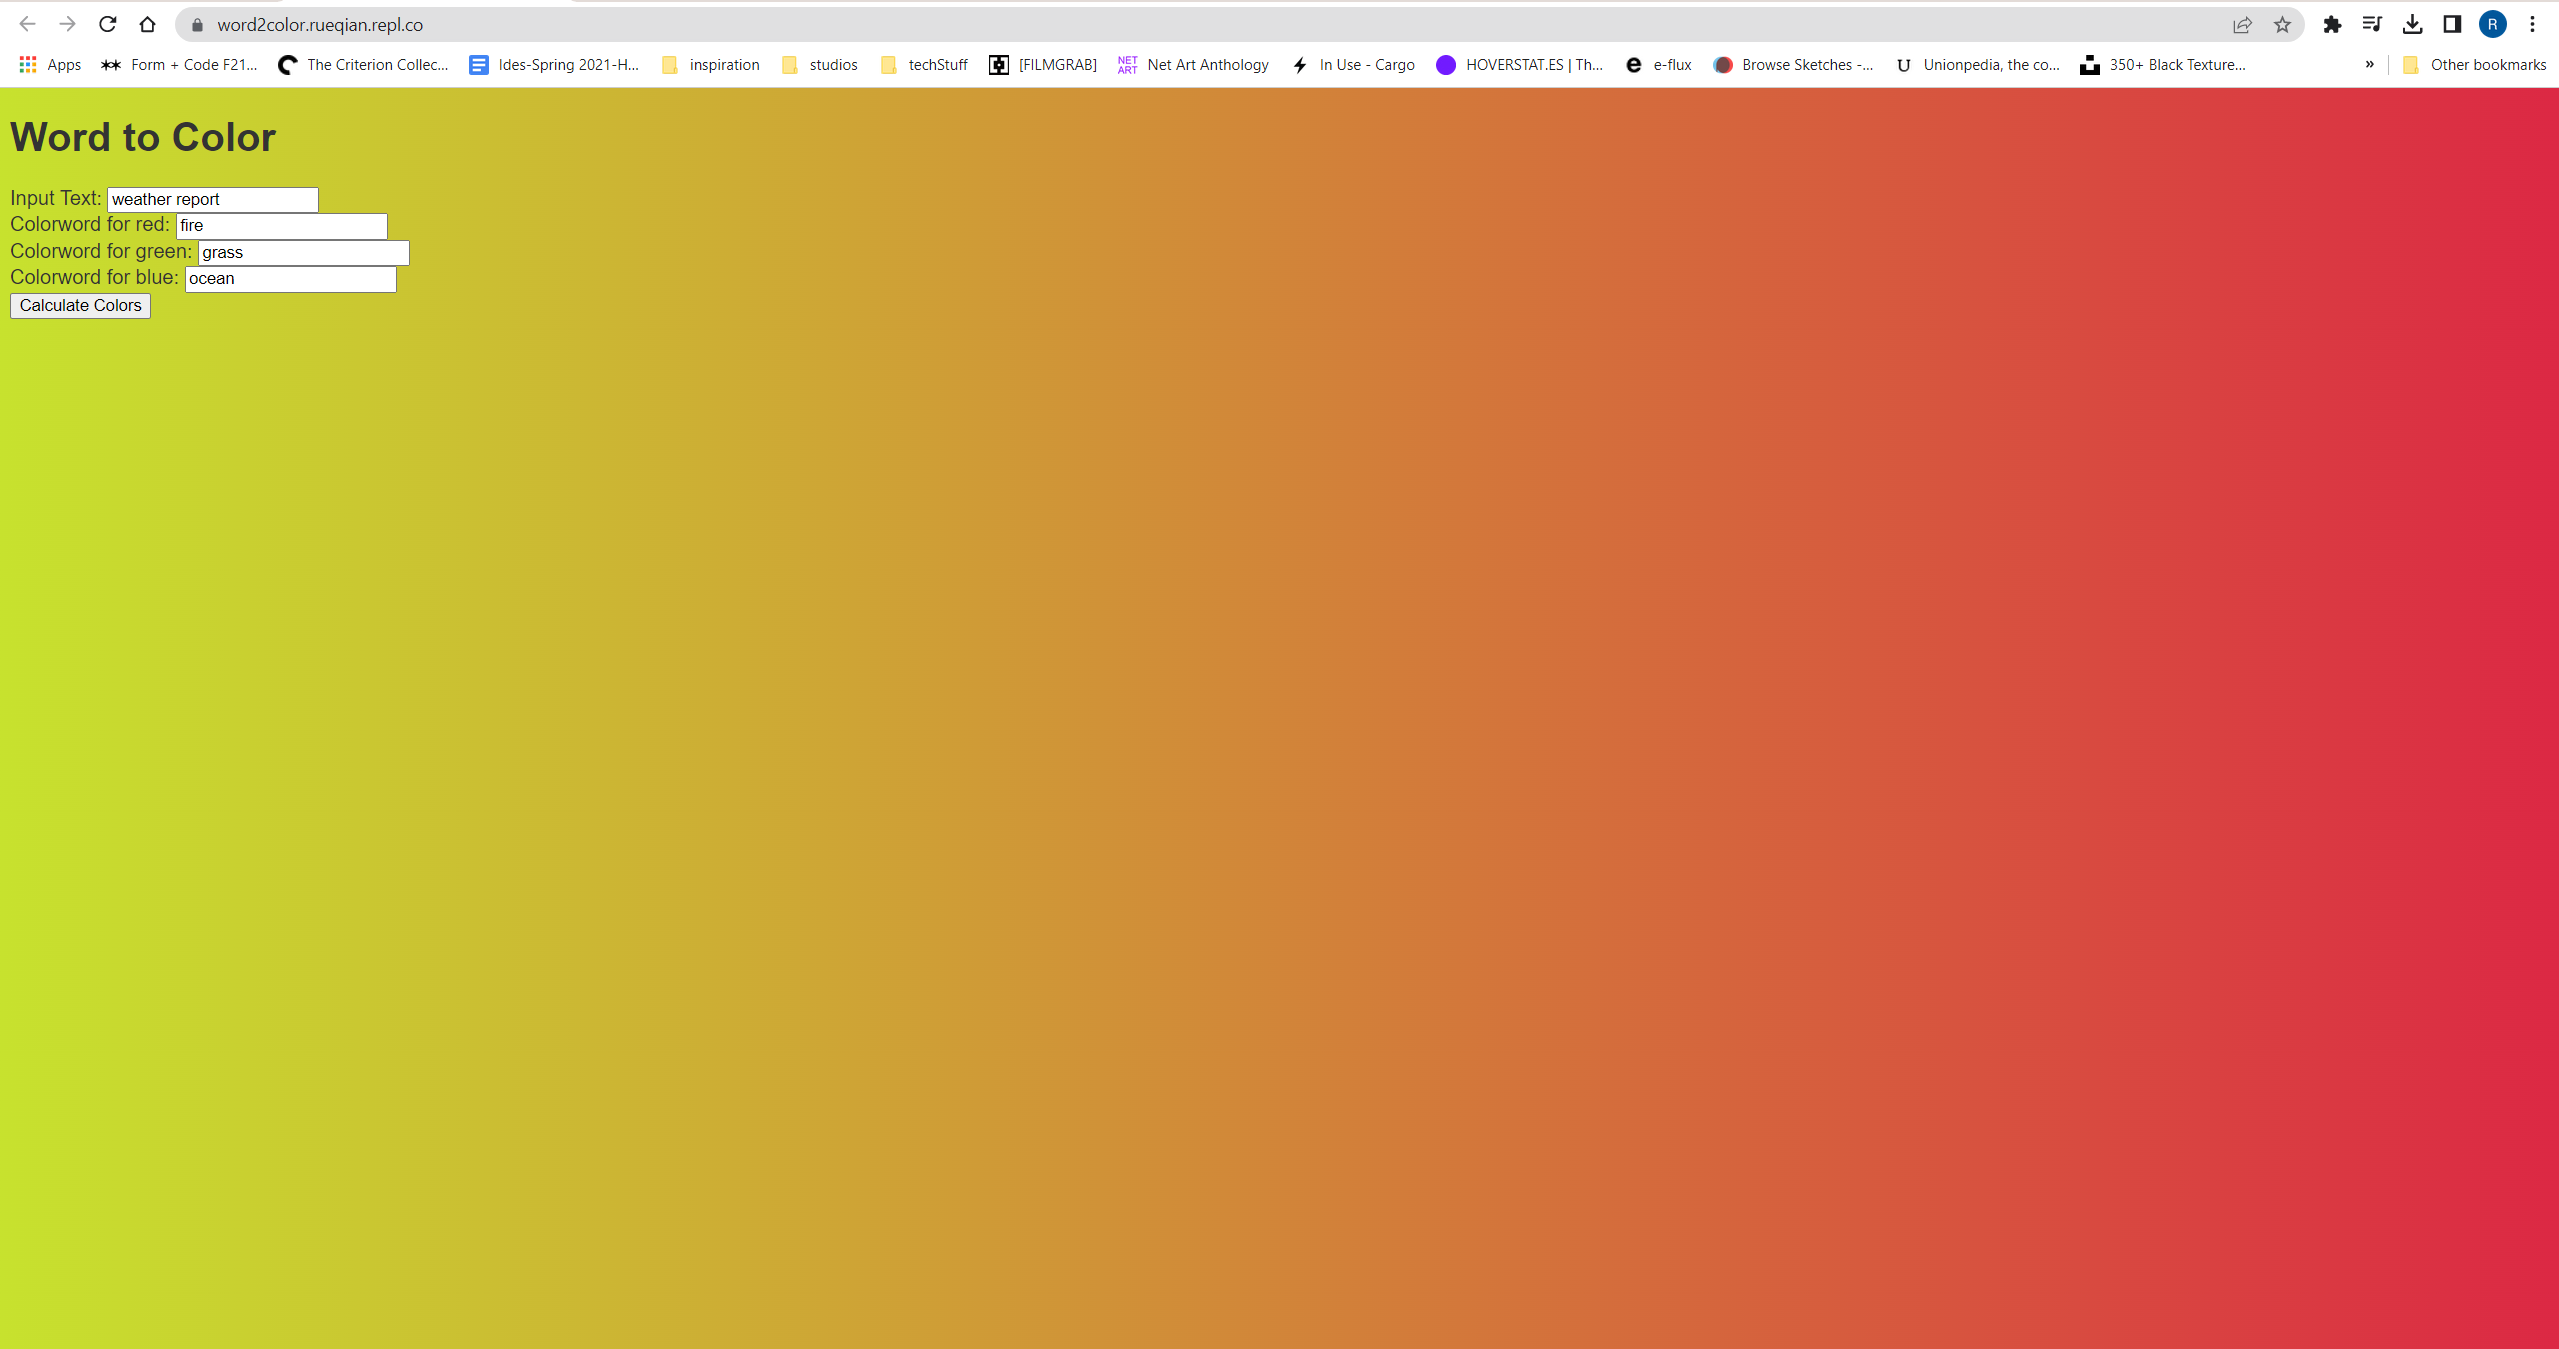 word2color.rueqian.repl.co
R
Apps Form + Code F21... The Criterion Collec... Ides-Spring 2021-H... inspiration studios techStuff [FILMGRAB] NET ART Net Art Anthology In Use - Cargo HOVERSTAT.ES | Th... e e-flux Browse Sketches -... U Unionpedia, the co... 350+ Black Texture... » Other bookmarks
Word to Color
Input Text: weather report
Colorword for red: fire
Colorword for green: grass
Colorword for blue: ocean
Calculate Colors